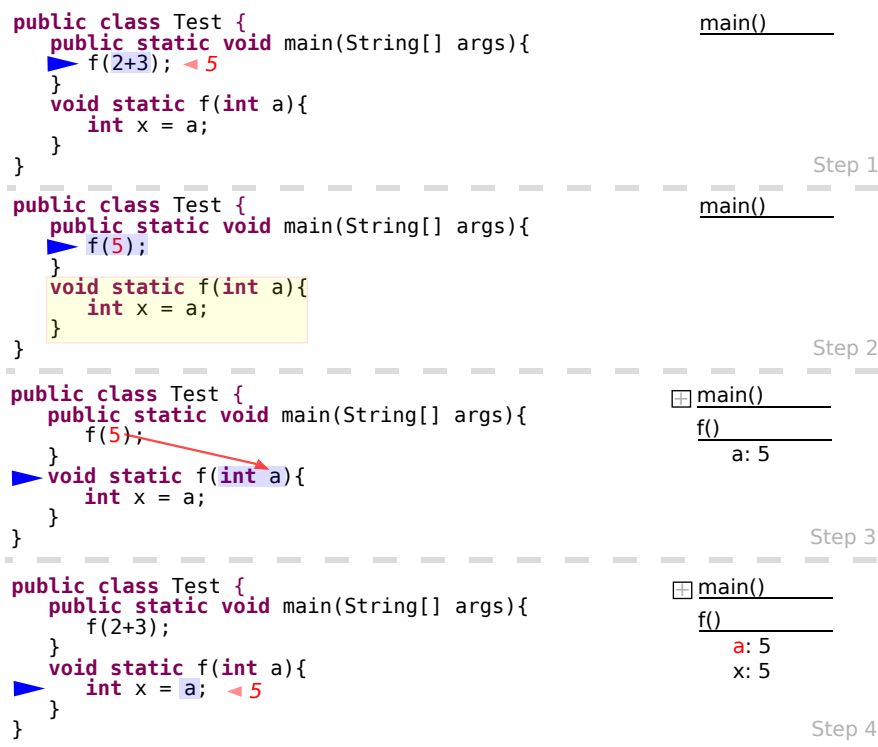 public class Test {
public static void main(String[] args){
f(2+3); 5
}
void static f(int a){
int x = a;
}
}
main()
Step 1
public class Test {
public static void main(String[] args){
f(5);
}
void static f(int a){
int x = a;
}
}
main()
Step 2
public class Test {
public static void main(String[] args){
f(5);
}
void static f(int a){
int x = a;
}
}
main()
f()
a: 5
Step 3
public class Test {
public static void main(String[] args){
f(2+3);
}
void static f(int a){
int x = a; 5
}
}
main()
f()
a: 5
x: 5
Step 4